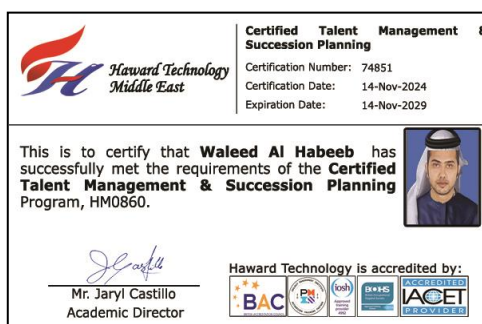 Haward Technology
Middle East
Certified Talent Management &
Succession Planning
Certification Number: 74851
Certification Date: 14-Nov-2024
Expiration Date: 14-Nov-2029
This is to certify that Waleed Al Habeeb has
successfully met the requirements of the Certified
Talent Management & Succession Planning
Program, HM0860.
Mr. Jaryl Castillo
Academic Director
Haward Technology is accredited by:
BAC
iosh
BOHS
ACCREDITED
IACET
PROVIDER